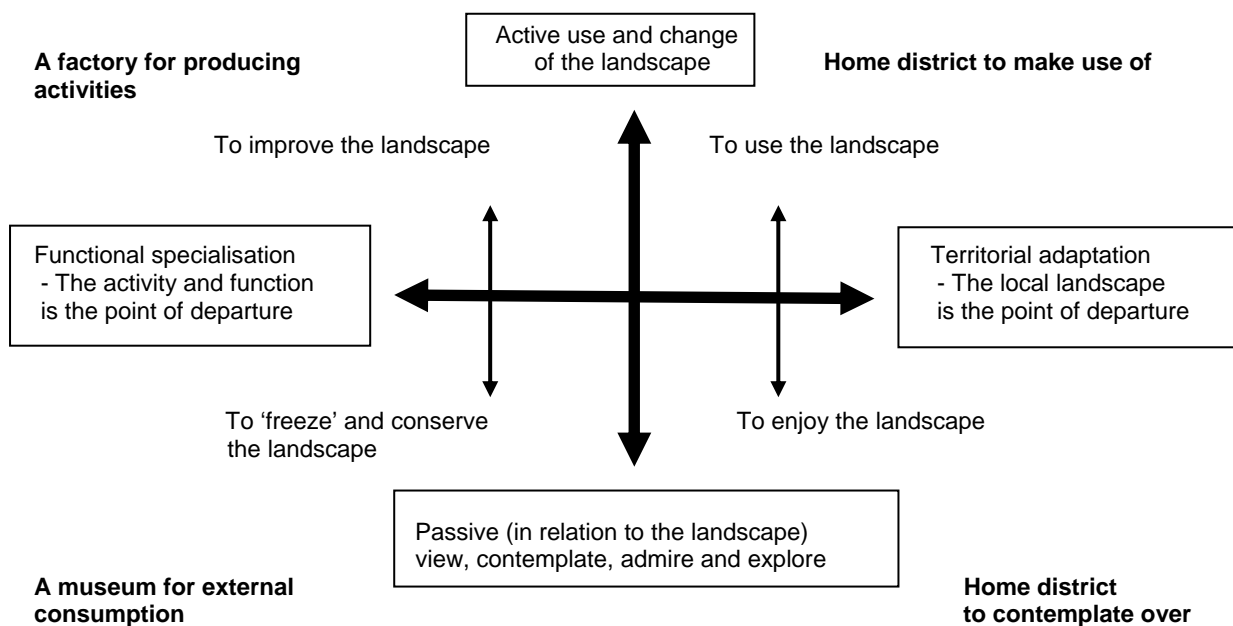 Active use and change
of the landscape
A factory for producing
activities
Home district to make use of
To improve the landscape
To use the landscape
Functional specialisation
- The activity and function
is the point of departure
Territorial adaptation
- The local landscape
is the point of departure
To ‘freeze’ and conserve
the landscape
To enjoy the landscape
Passive (in relation to the landscape)
view, contemplate, admire and explore
A museum for external
consumption
Home district
to contemplate over